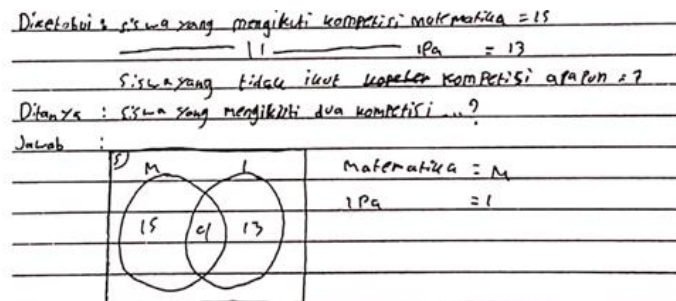 Diketahui : siswa yang mengikuti kompetisi matematika = 15
—— 11 —— IPa = 13
Siswa yang tidak ikut kompetisi apapun = 7
Ditanya : siswa yang mengikuti dua kompetisi ...?
Jawab :
S) M I Matematika = M
IPa = I
15 13